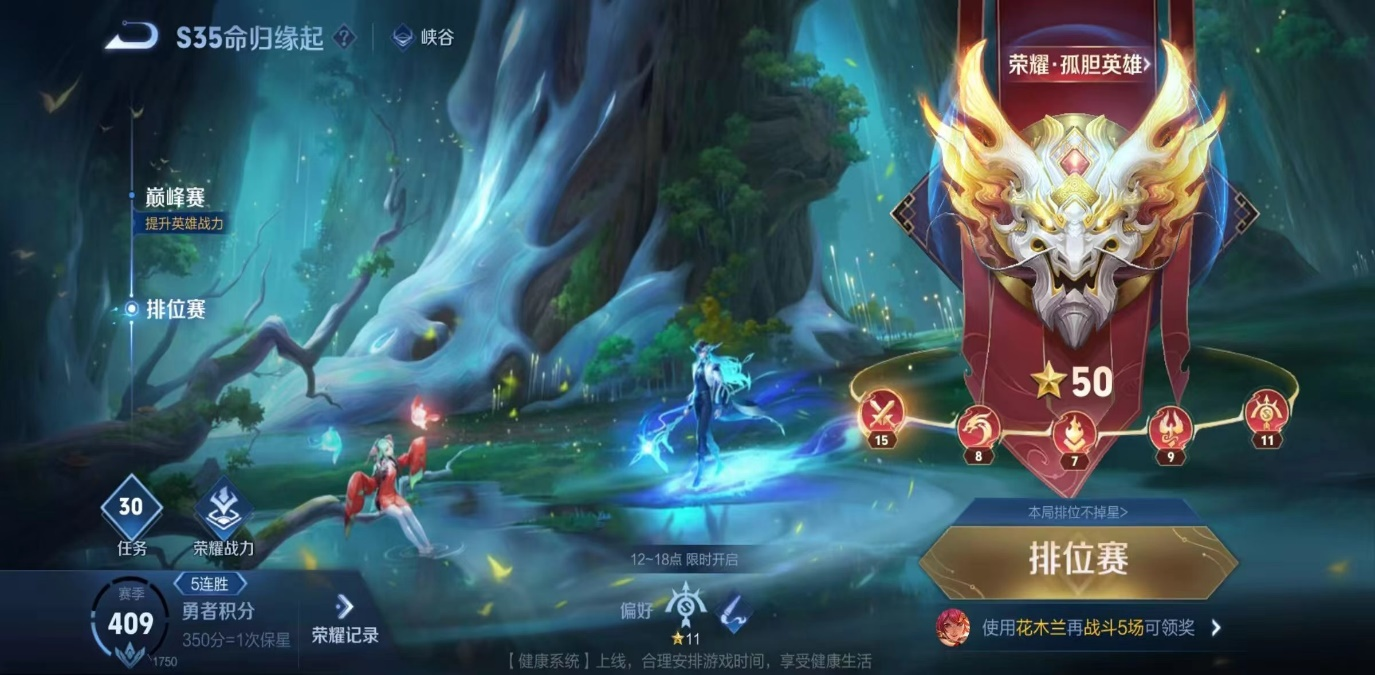 S35命归缘起 ?
峡谷
荣耀·孤胆英雄>
巅峰赛
提升英雄战力
排位赛
50
15
8
7
9
11
30
任务
荣耀战力
本局排位不掉星>
排位赛
12~18点 限时开启
偏好
11
赛季
409
1750
5连胜
勇者积分
350分=1次保星
荣耀记录
使用花木兰再战斗5场可领奖
【健康系统】上线，合理安排游戏时间，享受健康生活